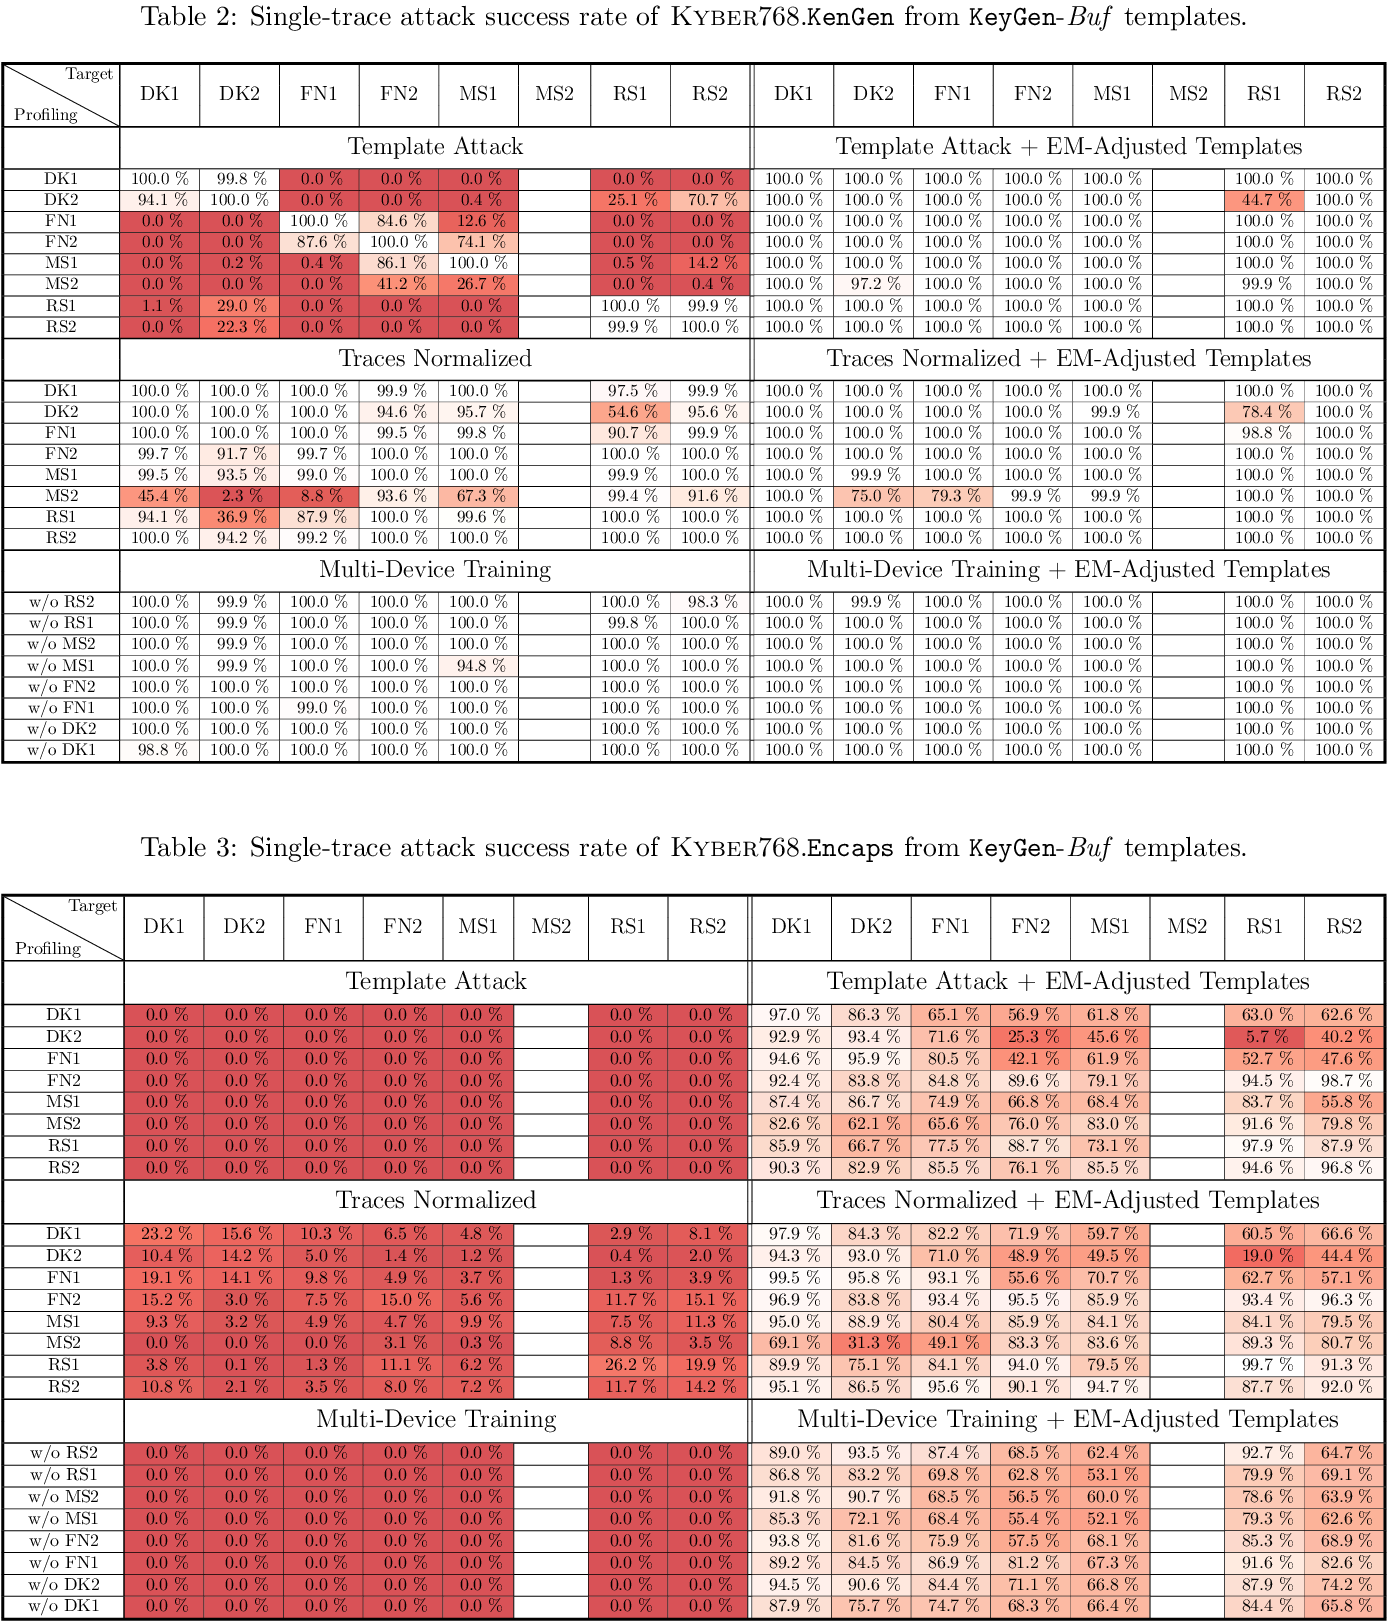 Table 2: Single-trace attack success rate of KYBER768.KenGen from KeyGen-Buf templates.
Target
Profiling
DK1 DK2 FN1 FN2 MS1 MS2 RS1 RS2 DK1 DK2 FN1 FN2 MS1 MS2 RS1 RS2
Template Attack Template Attack + EM-Adjusted Templates
DK1 100.0 % 99.8 % 0.0 % 0.0 % 0.0 % 0.0 % 0.0 % 100.0 % 100.0 % 100.0 % 100.0 % 100.0 % 100.0 % 100.0 %
DK2 94.1 % 100.0 % 0.0 % 0.0 % 0.4 % 25.1 % 70.7 % 100.0 % 100.0 % 100.0 % 100.0 % 100.0 % 44.7 % 100.0 %
FN1 0.0 % 0.0 % 100.0 % 84.6 % 12.6 % 0.0 % 0.0 % 100.0 % 100.0 % 100.0 % 100.0 % 100.0 % 100.0 % 100.0 %
FN2 0.0 % 0.0 % 87.6 % 100.0 % 74.1 % 0.0 % 0.0 % 100.0 % 100.0 % 100.0 % 100.0 % 100.0 % 100.0 % 100.0 %
MS1 0.0 % 0.2 % 0.4 % 86.1 % 100.0 % 0.5 % 14.2 % 100.0 % 100.0 % 100.0 % 100.0 % 100.0 % 100.0 % 100.0 %
MS2 0.0 % 0.0 % 0.0 % 41.2 % 26.7 % 0.0 % 0.4 % 100.0 % 97.2 % 100.0 % 100.0 % 100.0 % 99.9 % 100.0 %
RS1 1.1 % 29.0 % 0.0 % 0.0 % 0.0 % 100.0 % 99.9 % 100.0 % 100.0 % 100.0 % 100.0 % 100.0 % 100.0 % 100.0 %
RS2 0.0 % 22.3 % 0.0 % 0.0 % 0.0 % 99.9 % 100.0 % 100.0 % 100.0 % 100.0 % 100.0 % 100.0 % 100.0 % 100.0 %
Traces Normalized Traces Normalized + EM-Adjusted Templates
DK1 100.0 % 100.0 % 100.0 % 99.9 % 100.0 % 97.5 % 99.9 % 100.0 % 100.0 % 100.0 % 100.0 % 100.0 % 100.0 % 100.0 %
DK2 100.0 % 100.0 % 100.0 % 94.6 % 95.7 % 54.6 % 95.6 % 100.0 % 100.0 % 100.0 % 100.0 % 99.9 % 78.4 % 100.0 %
FN1 100.0 % 100.0 % 100.0 % 99.5 % 99.8 % 90.7 % 99.9 % 100.0 % 100.0 % 100.0 % 100.0 % 100.0 % 98.8 % 100.0 %
FN2 99.7 % 91.7 % 99.7 % 100.0 % 100.0 % 100.0 % 100.0 % 100.0 % 100.0 % 100.0 % 100.0 % 100.0 % 100.0 % 100.0 %
MS1 99.5 % 93.5 % 99.0 % 100.0 % 100.0 % 99.9 % 100.0 % 100.0 % 99.9 % 100.0 % 100.0 % 100.0 % 100.0 % 100.0 %
MS2 45.4 % 2.3 % 8.8 % 93.6 % 67.3 % 99.4 % 91.6 % 100.0 % 75.0 % 79.3 % 99.9 % 99.9 % 100.0 % 100.0 %
RS1 94.1 % 36.9 % 87.9 % 100.0 % 99.6 % 100.0 % 100.0 % 100.0 % 100.0 % 100.0 % 100.0 % 100.0 % 100.0 % 100.0 %
RS2 100.0 % 94.2 % 99.2 % 100.0 % 100.0 % 100.0 % 100.0 % 100.0 % 100.0 % 100.0 % 100.0 % 100.0 % 100.0 % 100.0 %
Multi-Device Training Multi-Device Training + EM-Adjusted Templates
w/o RS2 100.0 % 99.9 % 100.0 % 100.0 % 100.0 % 100.0 % 98.3 % 100.0 % 99.9 % 100.0 % 100.0 % 100.0 % 100.0 % 100.0 %
w/o RS1 100.0 % 99.9 % 100.0 % 100.0 % 100.0 % 99.8 % 100.0 % 100.0 % 100.0 % 100.0 % 100.0 % 100.0 % 100.0 % 100.0 %
w/o MS2 100.0 % 99.9 % 100.0 % 100.0 % 100.0 % 100.0 % 100.0 % 100.0 % 100.0 % 100.0 % 100.0 % 100.0 % 100.0 % 100.0 %
w/o MS1 100.0 % 99.9 % 100.0 % 100.0 % 94.8 % 100.0 % 100.0 % 100.0 % 100.0 % 100.0 % 100.0 % 100.0 % 100.0 % 100.0 %
w/o FN2 100.0 % 100.0 % 100.0 % 100.0 % 100.0 % 100.0 % 100.0 % 100.0 % 100.0 % 100.0 % 100.0 % 100.0 % 100.0 % 100.0 %
w/o FN1 100.0 % 100.0 % 99.0 % 100.0 % 100.0 % 100.0 % 100.0 % 100.0 % 100.0 % 100.0 % 100.0 % 100.0 % 100.0 % 100.0 %
w/o DK2 100.0 % 100.0 % 100.0 % 100.0 % 100.0 % 100.0 % 100.0 % 100.0 % 100.0 % 100.0 % 100.0 % 100.0 % 100.0 % 100.0 %
w/o DK1 98.8 % 100.0 % 100.0 % 100.0 % 100.0 % 100.0 % 100.0 % 100.0 % 100.0 % 100.0 % 100.0 % 100.0 % 100.0 % 100.0 %
Table 3: Single-trace attack success rate of KYBER768.Encaps from KeyGen-Buf templates.
Target
Profiling
DK1 DK2 FN1 FN2 MS1 MS2 RS1 RS2 DK1 DK2 FN1 FN2 MS1 MS2 RS1 RS2
Template Attack Template Attack + EM-Adjusted Templates
DK1 0.0 % 0.0 % 0.0 % 0.0 % 0.0 % 0.0 % 0.0 % 97.0 % 86.3 % 65.1 % 56.9 % 61.8 % 63.0 % 62.6 %
DK2 0.0 % 0.0 % 0.0 % 0.0 % 0.0 % 0.0 % 0.0 % 92.9 % 93.4 % 71.6 % 25.3 % 45.6 % 5.7 % 40.2 %
FN1 0.0 % 0.0 % 0.0 % 0.0 % 0.0 % 0.0 % 0.0 % 94.6 % 95.9 % 80.5 % 42.1 % 61.9 % 52.7 % 47.6 %
FN2 0.0 % 0.0 % 0.0 % 0.0 % 0.0 % 0.0 % 0.0 % 92.4 % 83.8 % 84.8 % 89.6 % 79.1 % 94.5 % 98.7 %
MS1 0.0 % 0.0 % 0.0 % 0.0 % 0.0 % 0.0 % 0.0 % 87.4 % 86.7 % 74.9 % 66.8 % 68.4 % 83.7 % 55.8 %
MS2 0.0 % 0.0 % 0.0 % 0.0 % 0.0 % 0.0 % 0.0 % 82.6 % 62.1 % 65.6 % 76.0 % 83.0 % 91.6 % 79.8 %
RS1 0.0 % 0.0 % 0.0 % 0.0 % 0.0 % 0.0 % 0.0 % 85.9 % 66.7 % 77.5 % 88.7 % 73.1 % 97.9 % 87.9 %
RS2 0.0 % 0.0 % 0.0 % 0.0 % 0.0 % 0.0 % 0.0 % 90.3 % 82.9 % 85.5 % 76.1 % 85.5 % 94.6 % 96.8 %
Traces Normalized Traces Normalized + EM-Adjusted Templates
DK1 23.2 % 15.6 % 10.3 % 6.5 % 4.8 % 2.9 % 8.1 % 97.9 % 84.3 % 82.2 % 71.9 % 59.7 % 60.5 % 66.6 %
DK2 10.4 % 14.2 % 5.0 % 1.4 % 1.2 % 0.4 % 2.0 % 94.3 % 93.0 % 71.0 % 48.9 % 49.5 % 19.0 % 44.4 %
FN1 19.1 % 14.1 % 9.8 % 4.9 % 3.7 % 1.3 % 3.9 % 99.5 % 95.8 % 93.1 % 55.6 % 70.7 % 62.7 % 57.1 %
FN2 15.2 % 3.0 % 7.5 % 15.0 % 5.6 % 11.7 % 15.1 % 96.9 % 83.8 % 93.4 % 95.5 % 85.9 % 93.4 % 96.3 %
MS1 9.3 % 3.2 % 4.9 % 4.7 % 9.9 % 7.5 % 11.3 % 95.0 % 88.9 % 80.4 % 85.9 % 84.1 % 84.1 % 79.5 %
MS2 0.0 % 0.0 % 0.0 % 3.1 % 0.3 % 8.8 % 3.5 % 69.1 % 31.3 % 49.1 % 83.3 % 83.6 % 89.3 % 80.7 %
RS1 3.8 % 0.1 % 1.3 % 11.1 % 6.2 % 26.2 % 19.9 % 89.9 % 75.1 % 84.1 % 94.0 % 79.5 % 99.7 % 91.3 %
RS2 10.8 % 2.1 % 3.5 % 8.0 % 7.2 % 11.7 % 14.2 % 95.1 % 86.5 % 95.6 % 90.1 % 94.7 % 87.7 % 92.0 %
Multi-Device Training Multi-Device Training + EM-Adjusted Templates
w/o RS2 0.0 % 0.0 % 0.0 % 0.0 % 0.0 % 0.0 % 0.0 % 89.0 % 93.5 % 87.4 % 68.5 % 62.4 % 92.7 % 64.7 %
w/o RS1 0.0 % 0.0 % 0.0 % 0.0 % 0.0 % 0.0 % 0.0 % 86.8 % 83.2 % 69.8 % 62.8 % 53.1 % 79.9 % 69.1 %
w/o MS2 0.0 % 0.0 % 0.0 % 0.0 % 0.0 % 0.0 % 0.0 % 91.8 % 90.7 % 68.5 % 56.5 % 60.0 % 78.6 % 63.9 %
w/o MS1 0.0 % 0.0 % 0.0 % 0.0 % 0.0 % 0.0 % 0.0 % 85.3 % 72.1 % 68.4 % 55.4 % 52.1 % 79.3 % 62.6 %
w/o FN2 0.0 % 0.0 % 0.0 % 0.0 % 0.0 % 0.0 % 0.0 % 93.8 % 81.6 % 75.9 % 57.5 % 68.1 % 85.3 % 68.9 %
w/o FN1 0.0 % 0.0 % 0.0 % 0.0 % 0.0 % 0.0 % 0.0 % 89.2 % 84.5 % 86.9 % 81.2 % 67.3 % 91.6 % 82.6 %
w/o DK2 0.0 % 0.0 % 0.0 % 0.0 % 0.0 % 0.0 % 0.0 % 94.5 % 90.6 % 84.4 % 71.1 % 66.8 % 87.9 % 74.2 %
w/o DK1 0.0 % 0.0 % 0.0 % 0.0 % 0.0 % 0.0 % 0.0 % 87.9 % 75.7 % 74.7 % 68.3 % 66.4 % 84.4 % 65.8 %